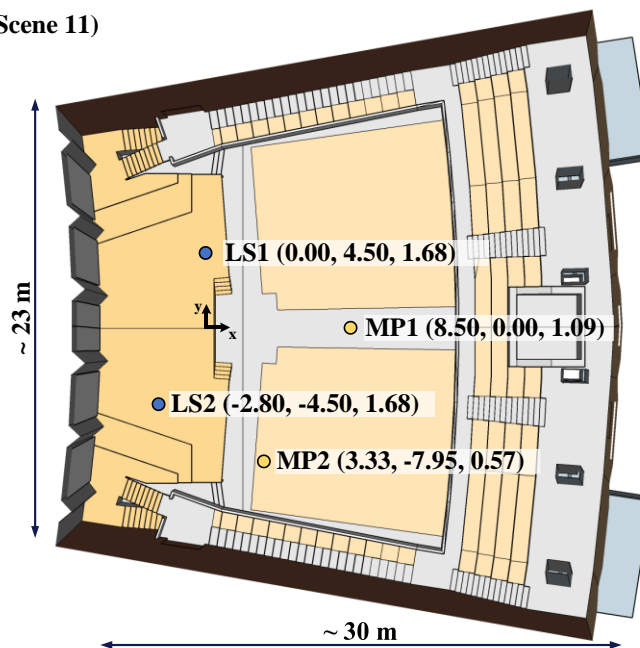 Scene 11)
LS1 (0.00, 4.50, 1.68)
y
x
MP1 (8.50, 0.00, 1.09)
~ 23 m
LS2 (-2.80, -4.50, 1.68)
MP2 (3.33, -7.95, 0.57)
~ 30 m